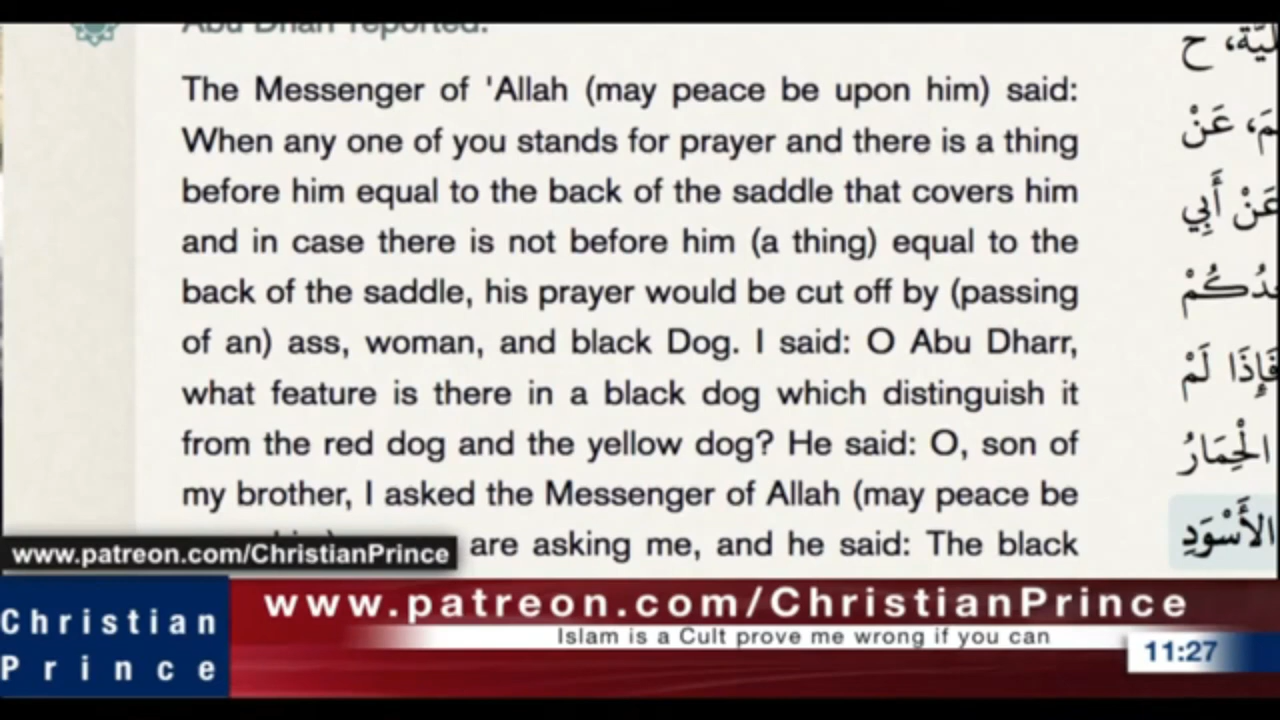 Abu Dharr reported:
The Messenger of 'Allah (may peace be upon him) said:
When any one of you stands for prayer and there is a thing
before him equal to the back of the saddle that covers him
and in case there is not before him (a thing) equal to the
back of the saddle, his prayer would be cut off by (passing
of an) ass, woman, and black Dog. I said: O Abu Dharr,
what feature is there in a black dog which distinguish it
from the red dog and the yellow dog? He said: O, son of
my brother, I asked the Messenger of Allah (may peace be
are asking me, and he said: The black
عَنْ
عَنْ أَبِي
فَإِذَا لَمْ
الْحِمَارُ
الأَسْوَدِ
www.patreon.com/ChristianPrince
www.patreon.com/ChristianPrince
Islam is a Cult prove me wrong if you can
Christian
Prince
11:27